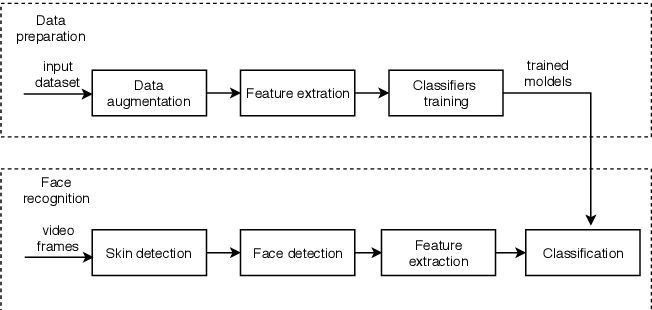 Data
preparation
input
dataset
Data
augmentation
Feature extration
Classifiers
training
trained
moldels
Face
recognition
video
frames
Skin detection
Face detection
Feature
extraction
Classification